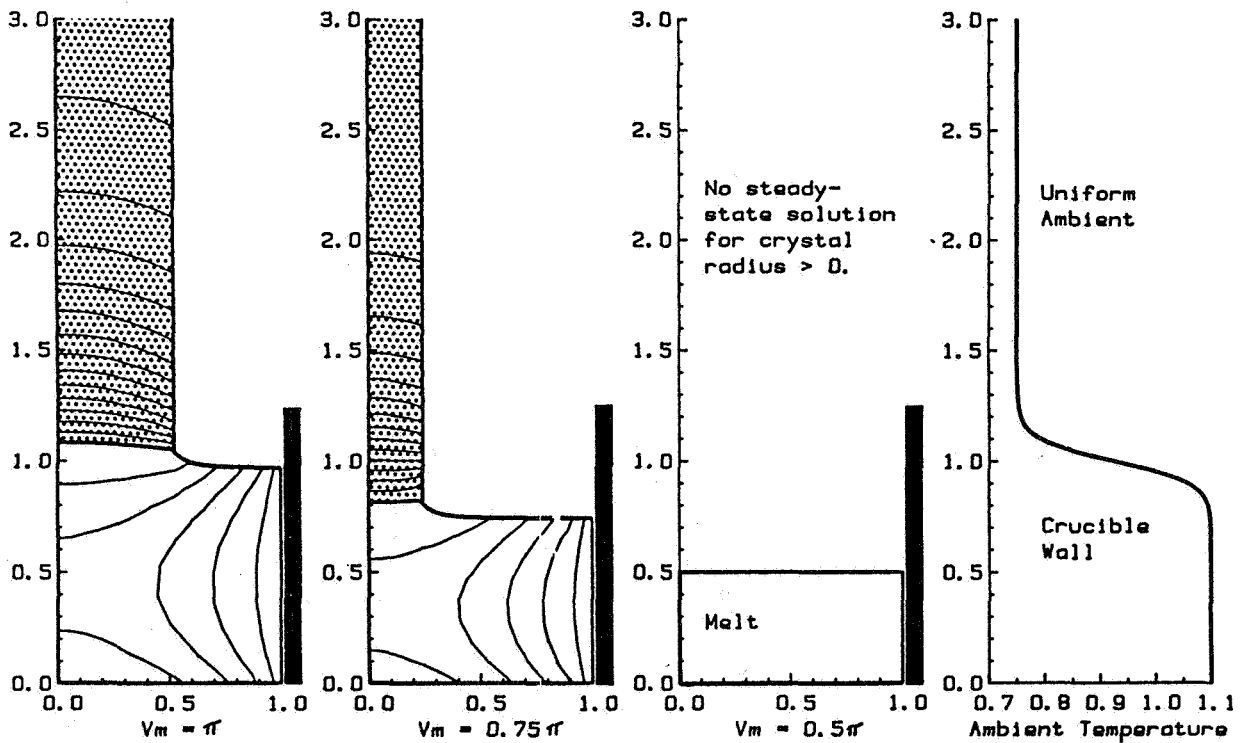 3.0
2.5
2.0
1.5
1.0
0.5
0.0
0.0 0.5 1.0
Vm = π
3.0
2.5
2.0
1.5
1.0
0.5
0.0
0.0 0.5 1.0
Vm = 0.75π
3.0
2.5
2.0
1.5
1.0
0.5
0.0
No steady-
state solution
for crystal
radius > 0.
Melt
0.0 0.5 1.0
Vm = 0.5π
3.0
2.5
2.0
1.5
1.0
0.5
0.0
Uniform
Ambient
Crucible
Wall
0.7 0.8 0.9 1.0 1.1
Ambient Temperature